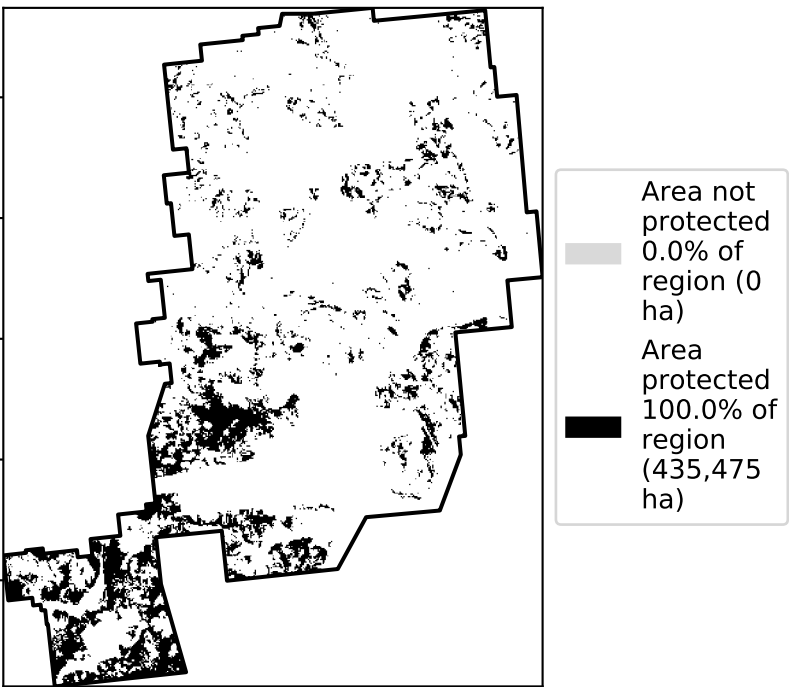 Area not
protected
0.0% of
region (0
ha)
Area
protected
100.0% of
region
(435,475
ha)